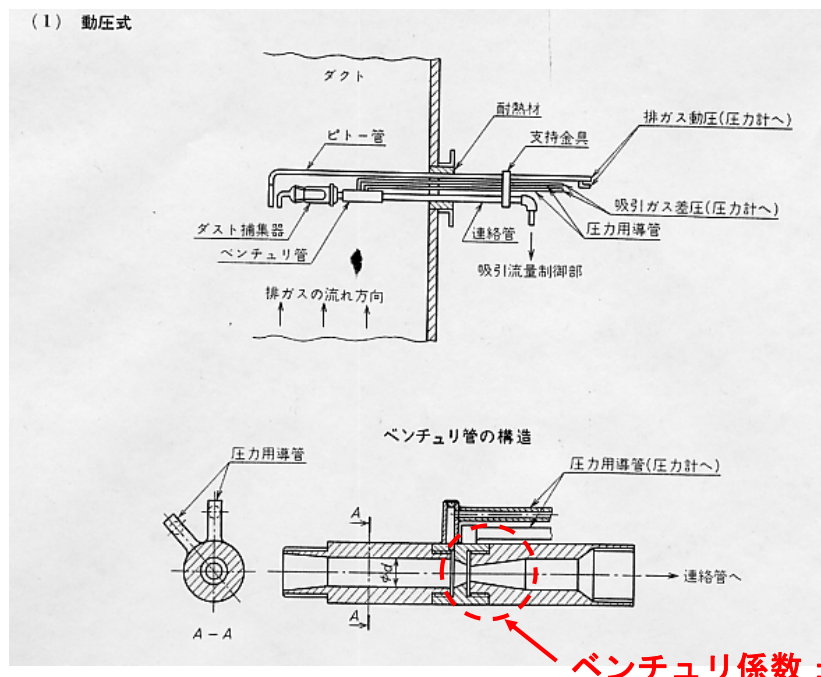 (1) 動圧式
ダクト
耐熱材
排ガス動圧(圧力計へ)
ピトー管
支持金具
吸引ガス差圧(圧力計へ)
ダスト捕集器
連絡管
圧力用導管
ベンチュリ管
吸引流量制御部
排ガスの流れ方向
ベンチュリ管の構造
圧力用導管
圧力用導管(圧力計へ)
A
φd
連絡管へ
A
A-A
ベンチュリ係数: